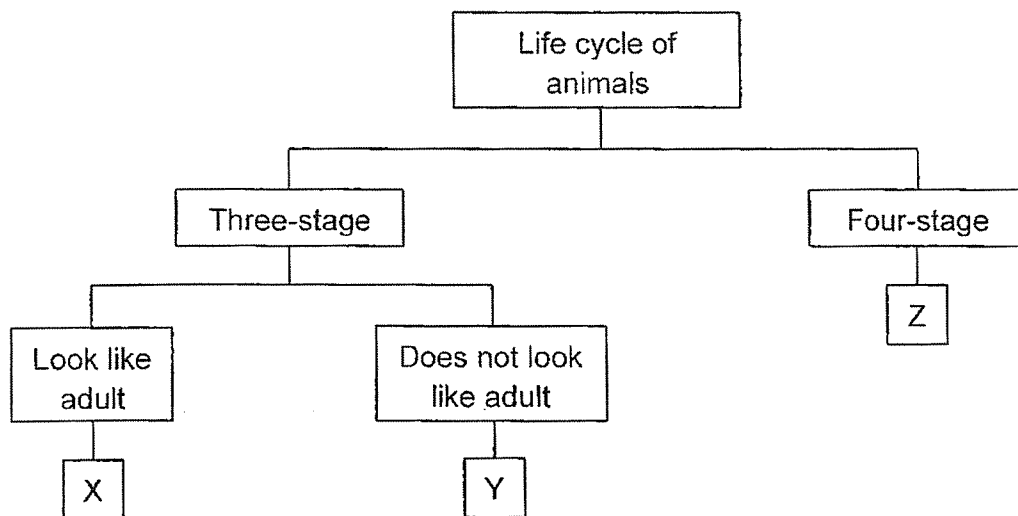 Life cycle of
animals
Three-stage
Four-stage
Look like
adult
Does not look
like adult
Z
X
Y